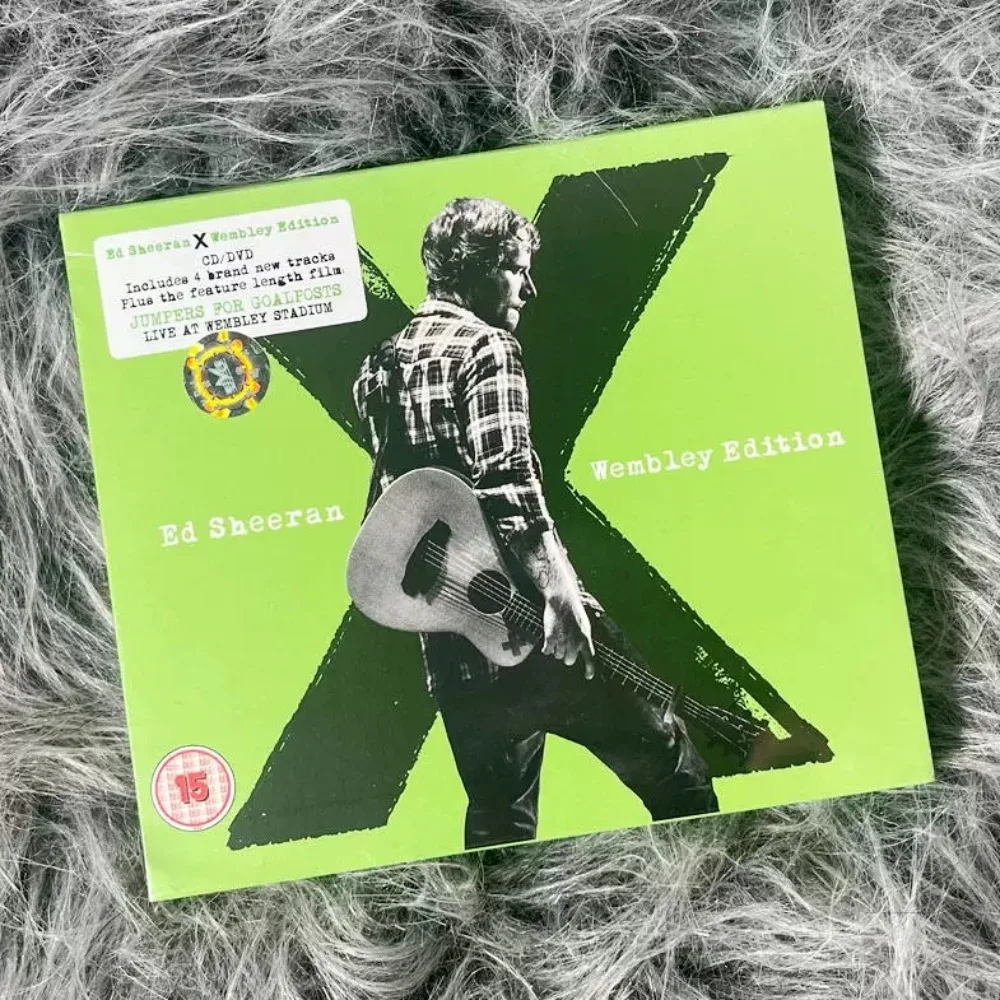 Ed Sheeran X Wembley Edition
CD/DVD
Includes 4 brand new tracks
Plus the feature length film.
JUMPERS FOR GOALPOSTS
LIVE AT WEMBLEY STADIUM
X
Ed Sheeran
Wembley Edition
15